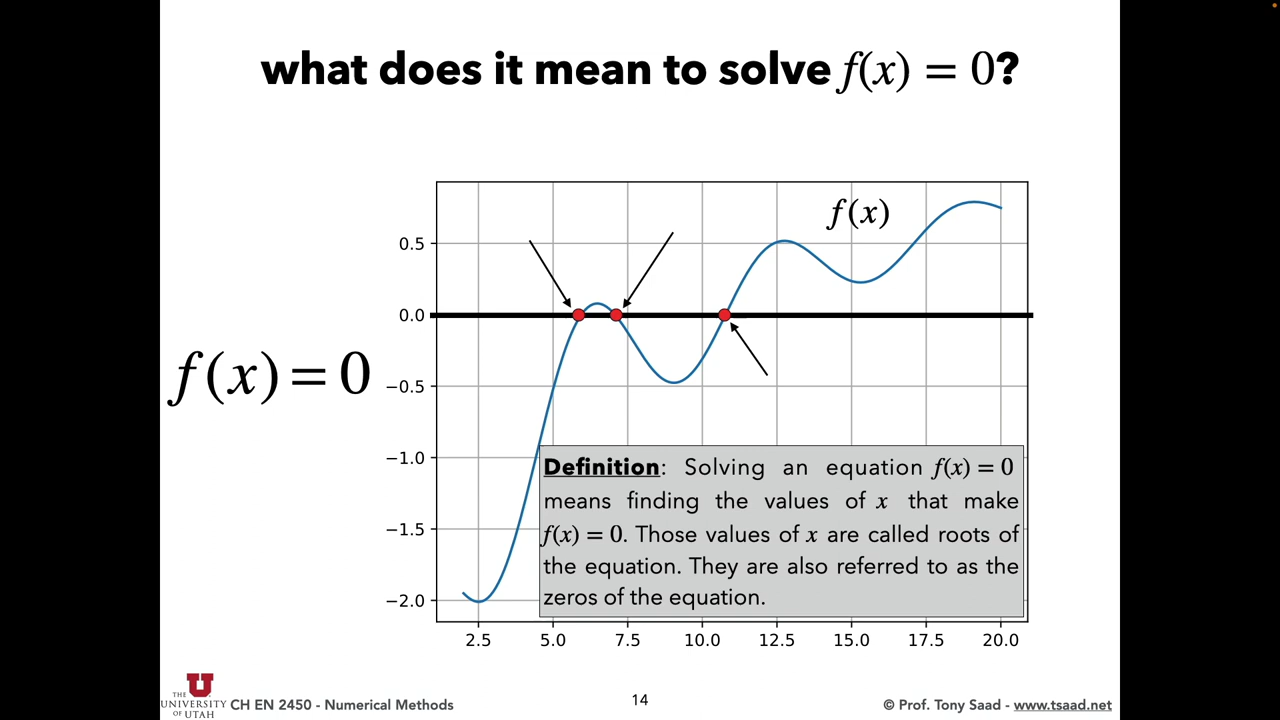 what does it mean to solve f(x) = 0?
f(x)
0.5
0.0
−0.5
−1.0
−1.5
−2.0
f(x) = 0
Definition: Solving an equation f(x) = 0
means finding the values of x that make
f(x) = 0. Those values of x are called roots of
the equation. They are also referred to as the
zeros of the equation.
2.5 5.0 7.5 10.0 12.5 15.0 17.5 20.0
THE
UNIVERSITY
OF UTAH
U
CH EN 2450 - Numerical Methods
14
© Prof. Tony Saad - www.tsaad.net